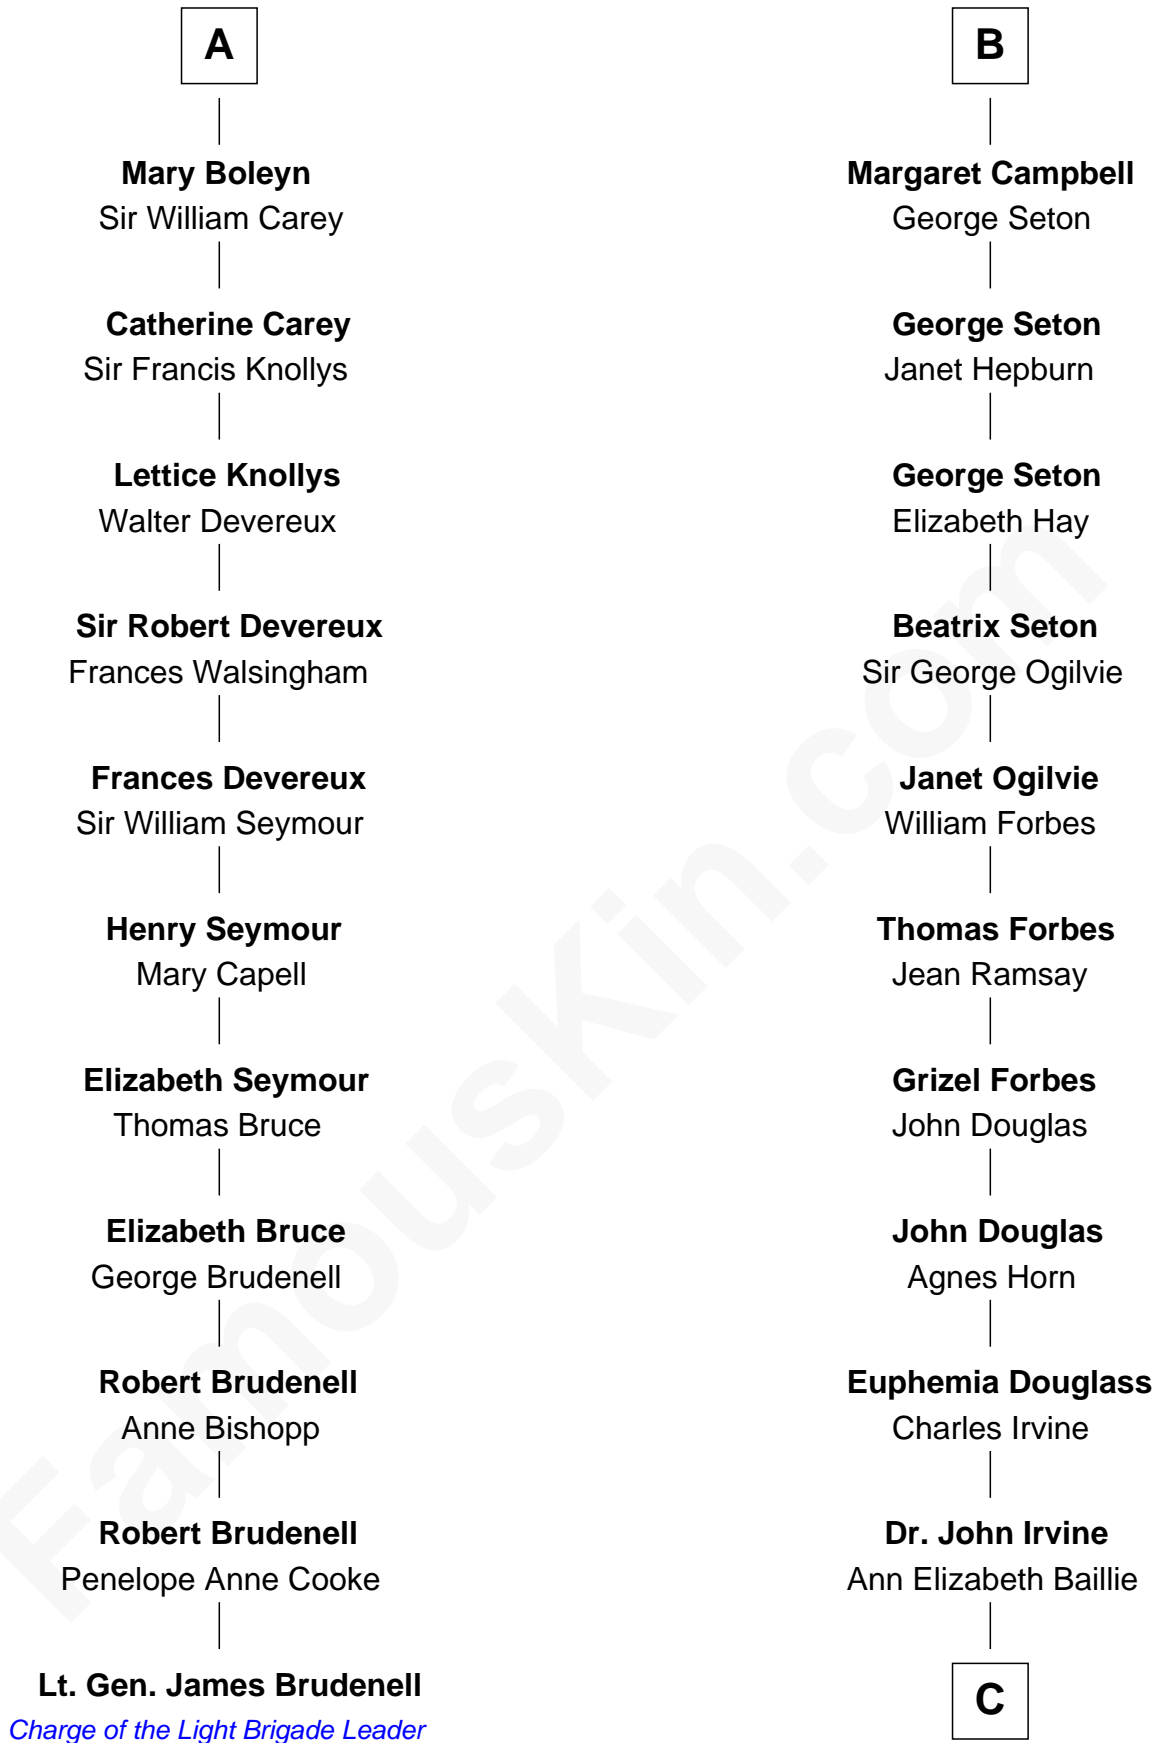 A
Mary Boleyn
Sir William Carey
Catherine Carey
Sir Francis Knollys
Lettice Knollys
Walter Devereux
Sir Robert Devereux
Frances Walsingham
Frances Devereux
Sir William Seymour
Henry Seymour
Mary Capell
Elizabeth Seymour
Thomas Bruce
Elizabeth Bruce
George Brudenell
Robert Brudenell
Anne Bishopp
Robert Brudenell
Penelope Anne Cooke
Lt. Gen. James Brudenell
Charge of the Light Brigade Leader
B
Margaret Campbell
George Seton
George Seton
Janet Hepburn
George Seton
Elizabeth Hay
Beatrix Seton
Sir George Ogilvie
Janet Ogilvie
William Forbes
Thomas Forbes
Jean Ramsay
Grizel Forbes
John Douglas
John Douglas
Agnes Horn
Euphemia Douglass
Charles Irvine
Dr. John Irvine
Ann Elizabeth Baillie
C
FamousKin.com